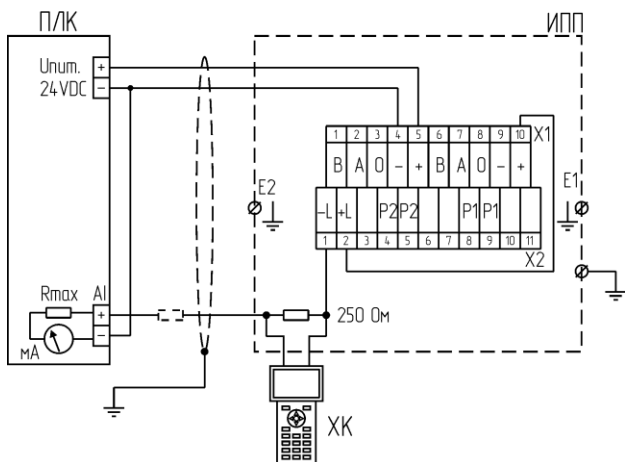 П/ІК
ИПП
Uпит.
24VDC
+
−
1 2 3 4 5 6 7 8 9 10
X1
B A O − + B A O − +
E2
E1
−L +L P2 P2 P1 P1
1 2 3 4 5 6 7 8 9 10 11
X2
Rmax
AI
+
−
мА
250 Ом
ХК